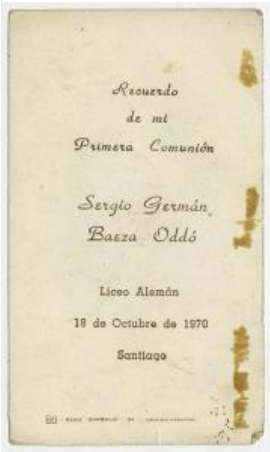 Recuerdo
de mi
Primera Comunión
Sergio Germán
Baeza Oddó
Liceo Alemán
18 de Octubre de 1970
Santiago